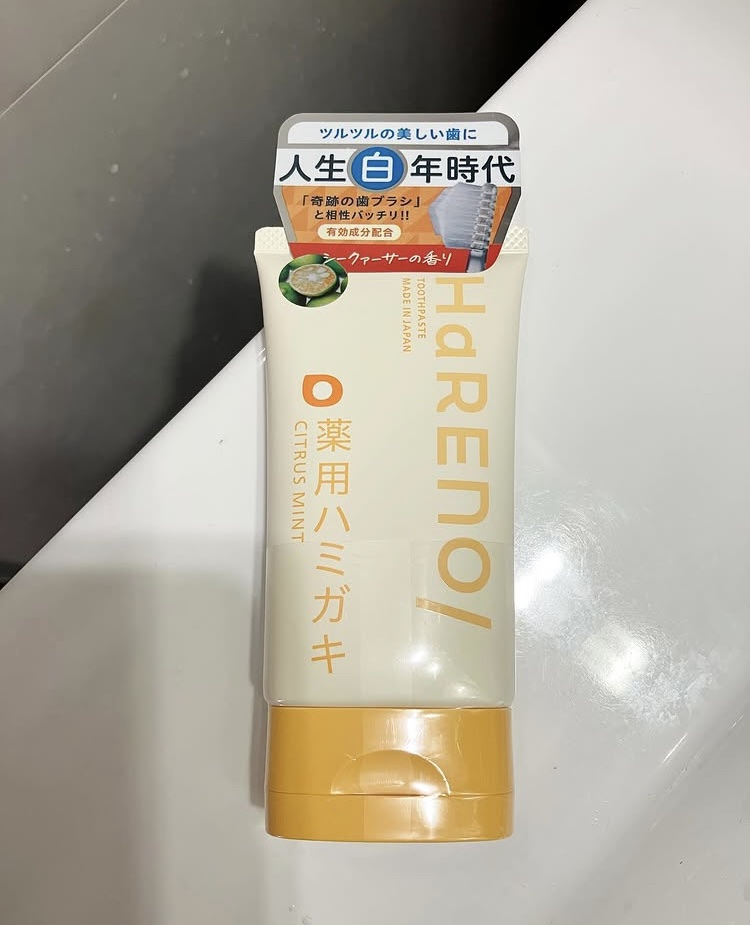 ツルツルの美しい歯に
人生白年時代
「奇跡の歯ブラシ」
と相性バッチリ!!
有効成分配合
シークァーサーの香り
HaRENO/
TOOTHPASTE
MADE IN JAPAN
薬用ハミガキ
CITRUS MINT